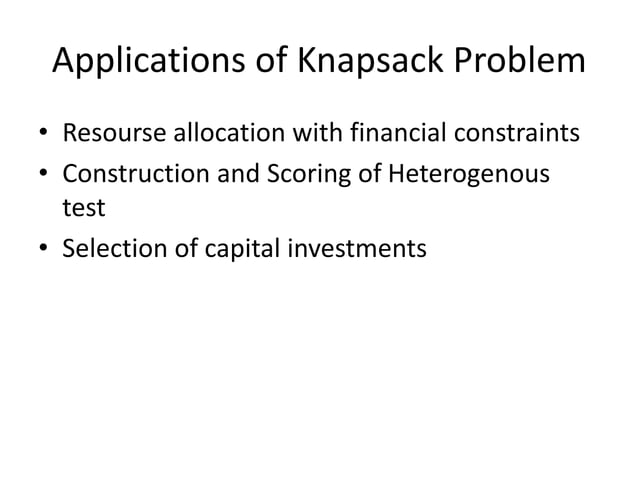 Applications of Knapsack Problem
• Resourse allocation with financial constraints
• Construction and Scoring of Heterogenous
test
• Selection of capital investments